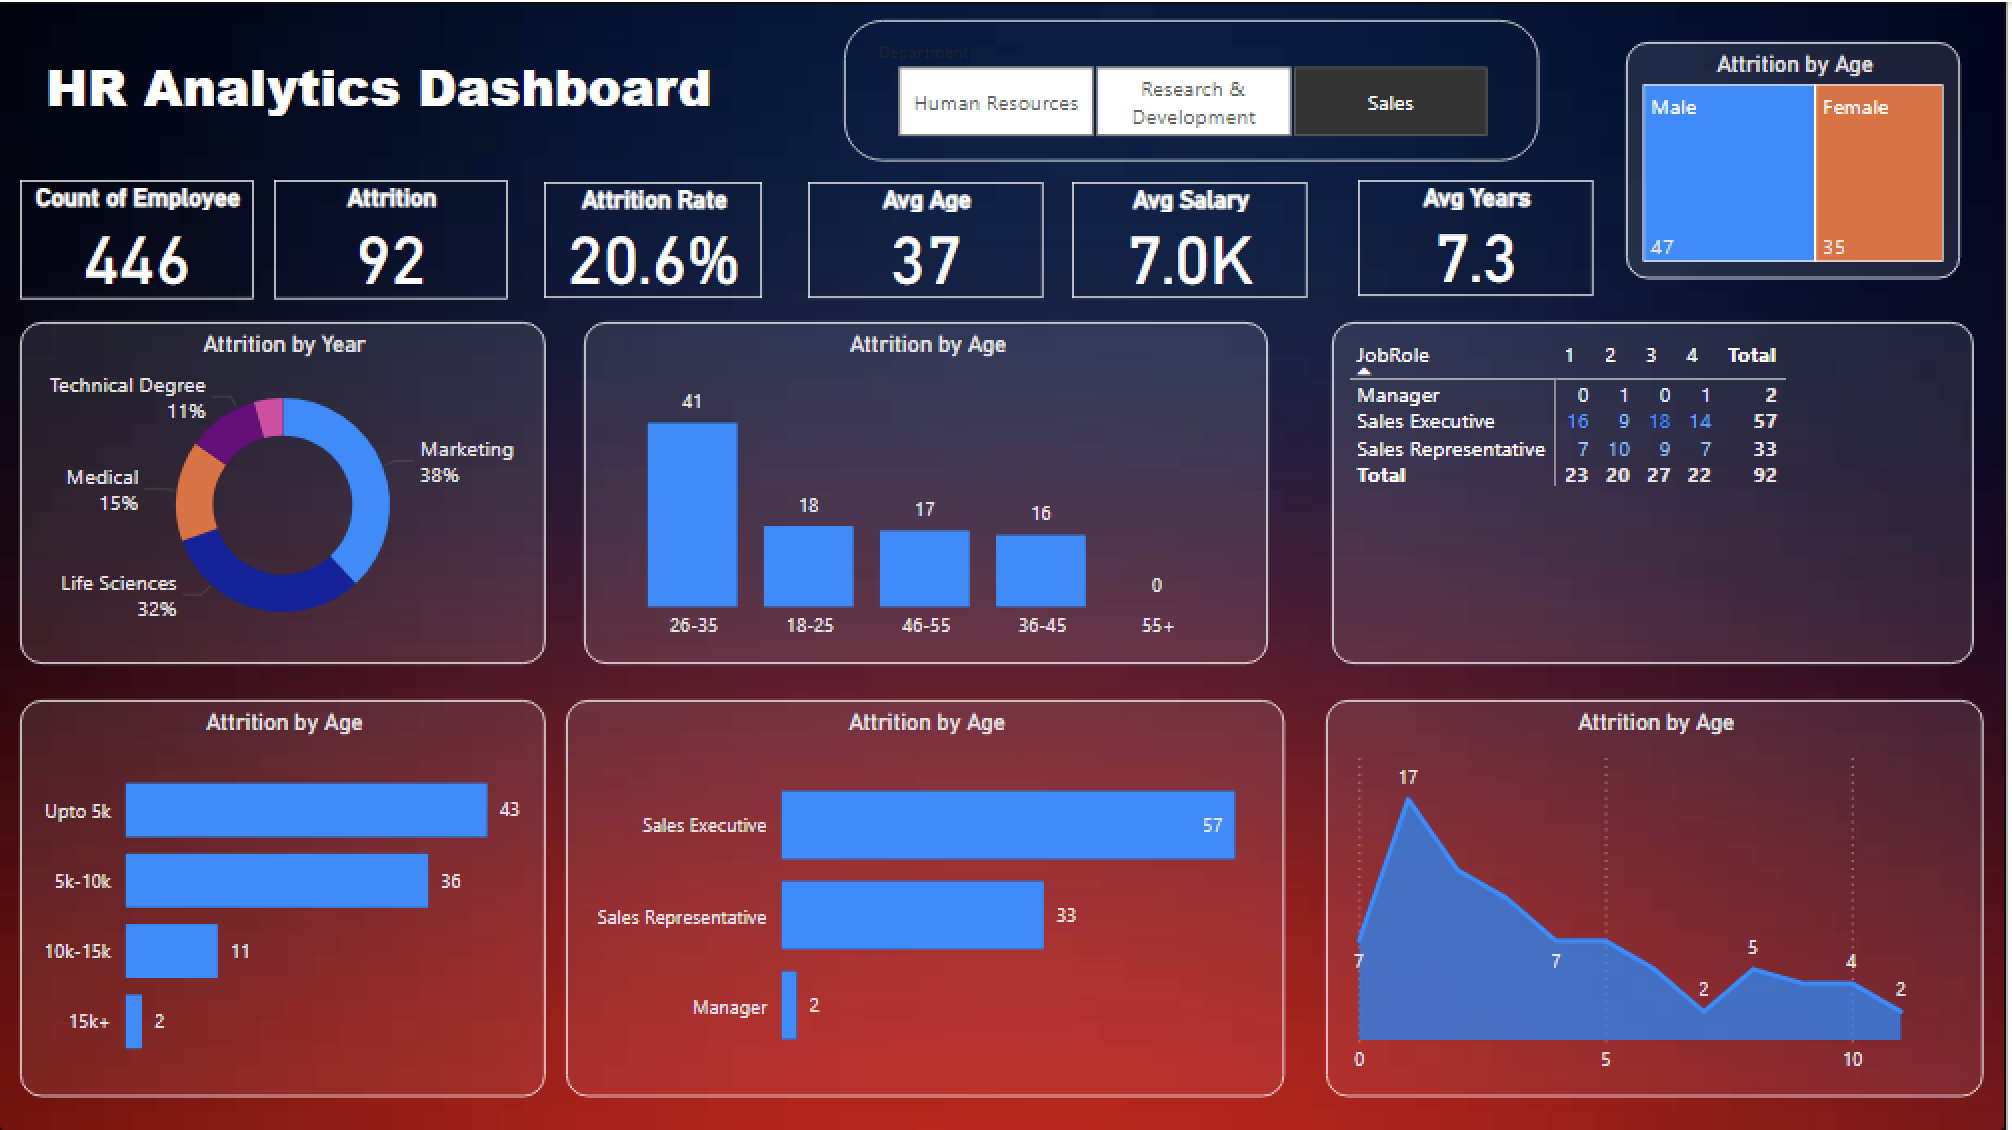 HR Analytics Dashboard
Department
Human Resources
Research &
Development
Sales
Attrition by Age
Male
Female
47
35
Count of Employee
446
Attrition
92
Attrition Rate
20.6%
Avg Age
37
Avg Salary
7.0K
Avg Years
7.3
Attrition by Year
Technical Degree
11%
Marketing
38%
Medical
15%
Life Sciences
32%
Attrition by Age
41
18
17
16
0
26-35 18-25 46-55 36-45 55+
JobRole 1 2 3 4 Total
Manager 0 1 0 1 2
Sales Executive 16 9 18 14 57
Sales Representative 7 10 9 7 33
Total 23 20 27 22 92
Attrition by Age
Upto 5k 43
5k-10k 36
10k-15k 11
15k+ 2
Attrition by Age
Sales Executive 57
Sales Representative 33
Manager 2
Attrition by Age
17
7
7
2
5
4
2
0 5 10